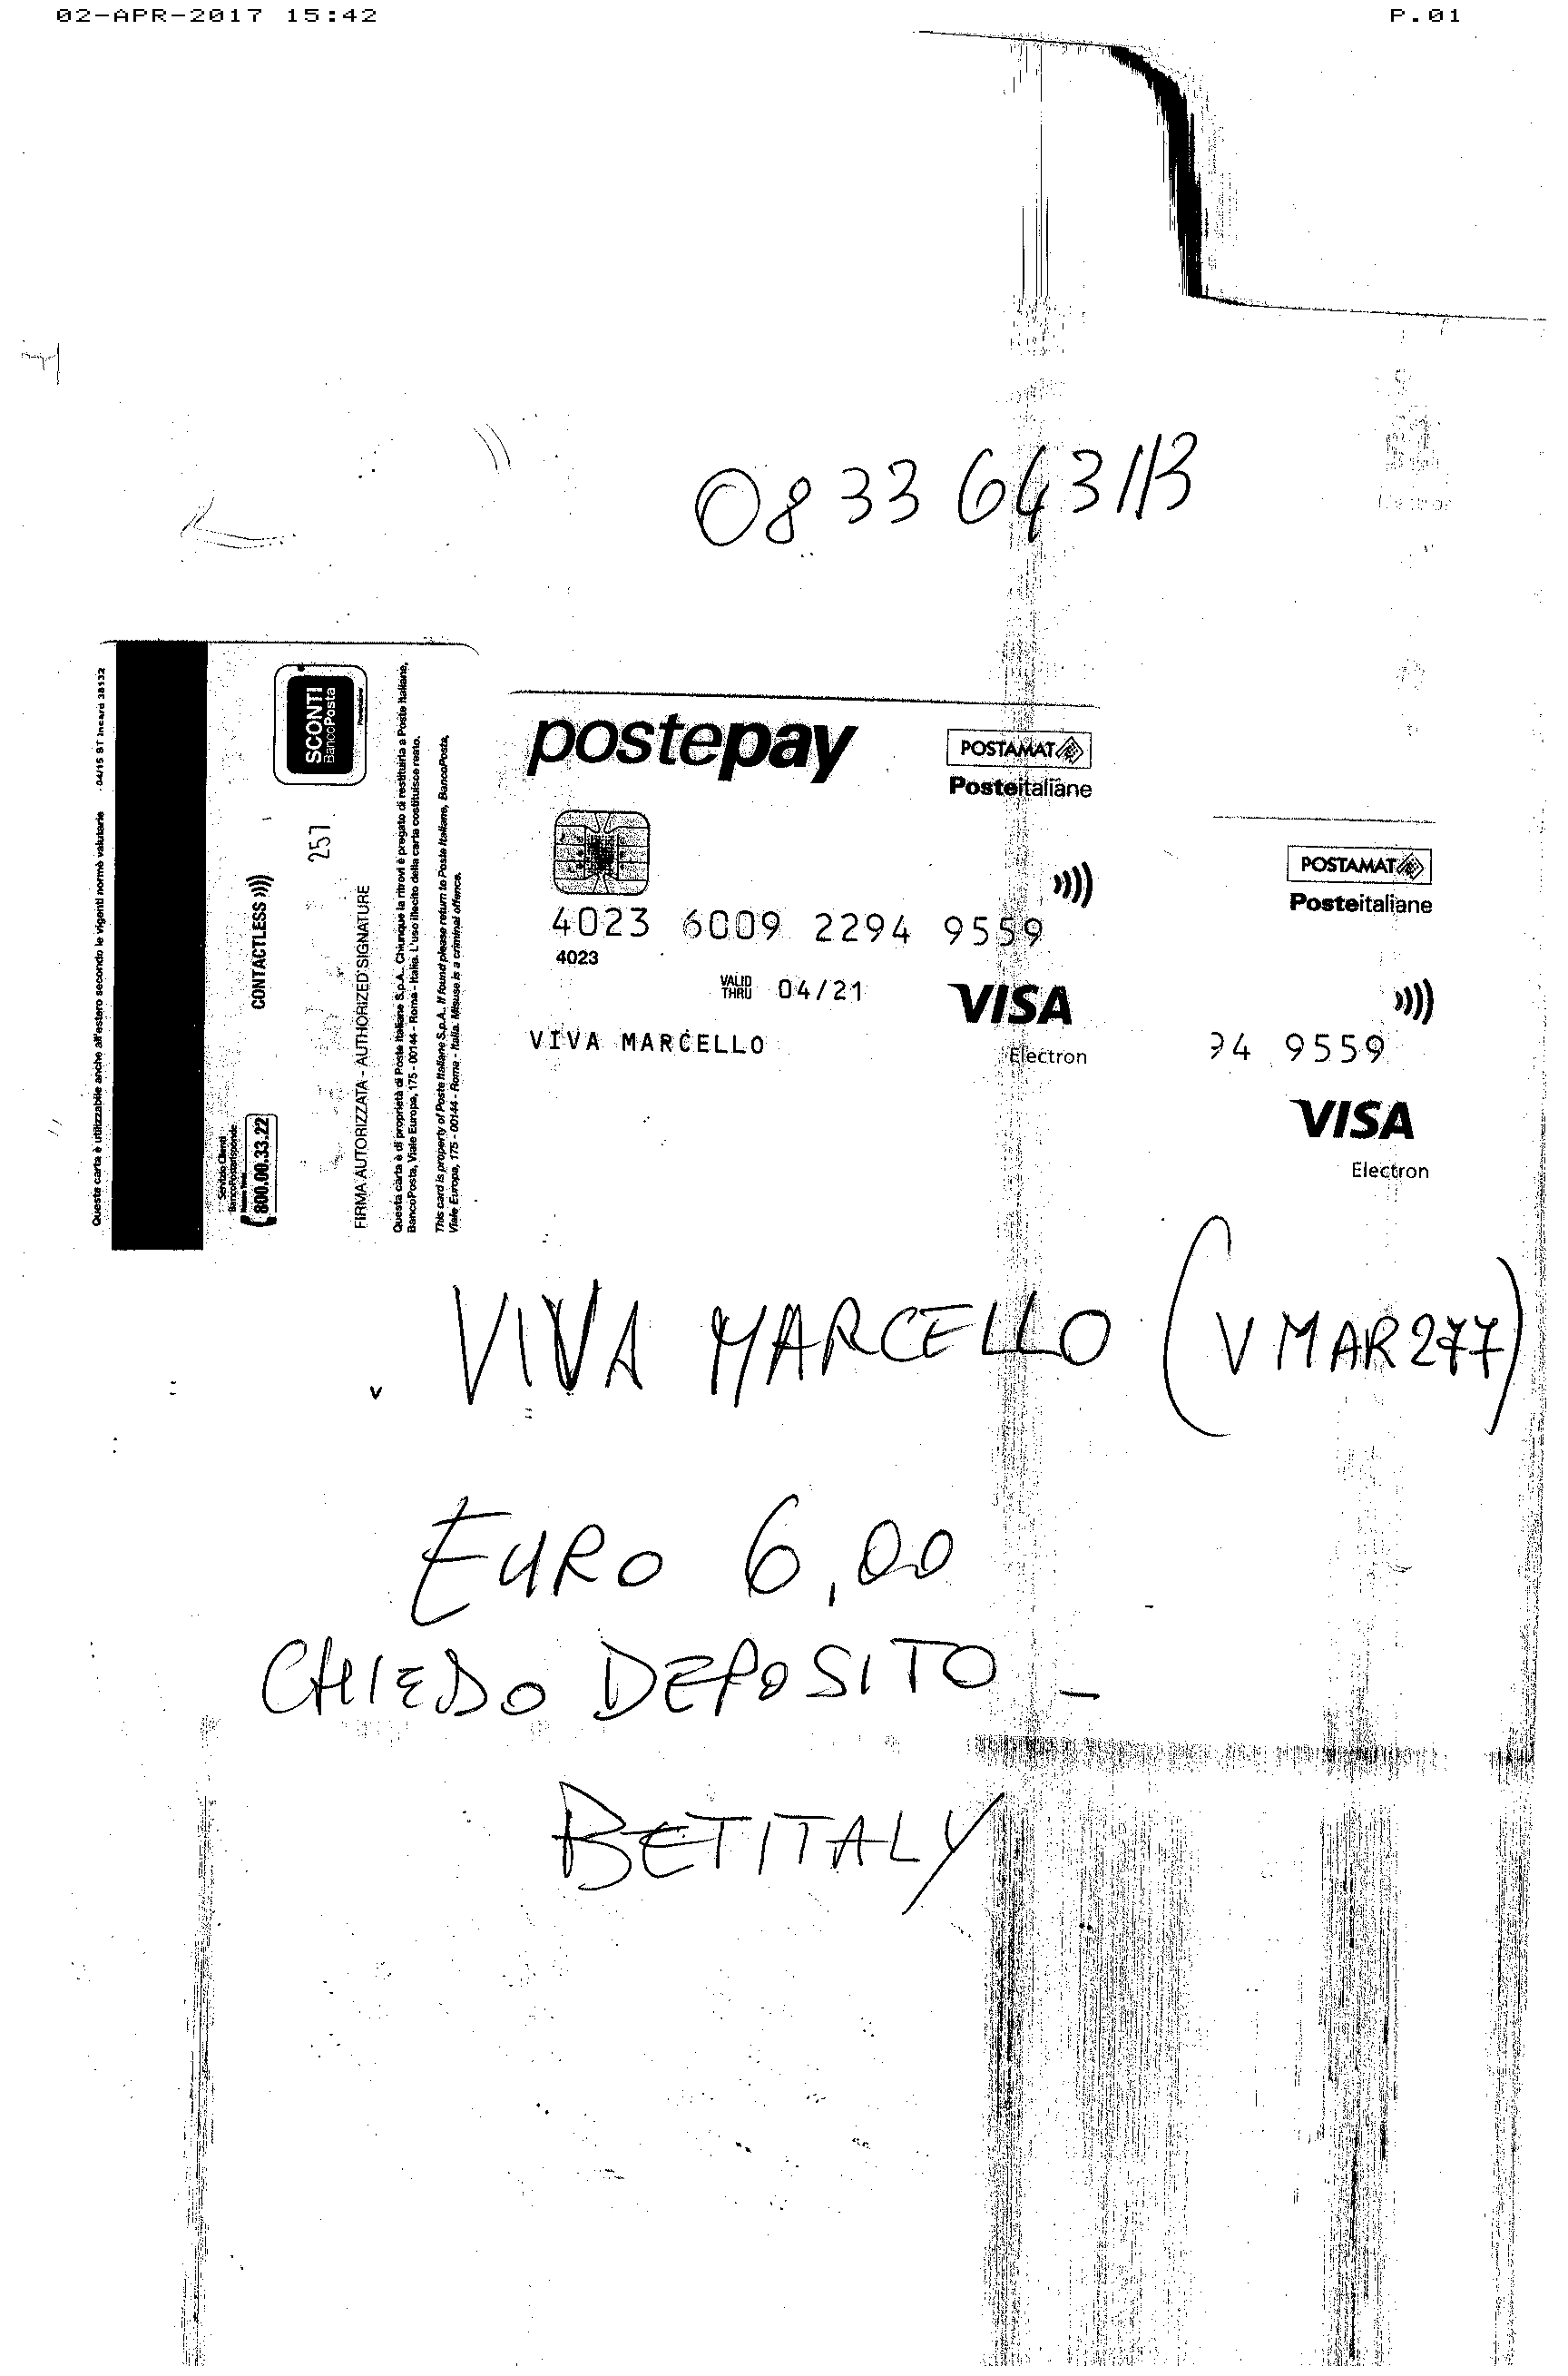 02-APR-2017 15:42 P.01
0833 643113
Questa carta è utilizzabile anche all'estero secondo le vigenti norme valutarie 04/15 ST Incard 38132
SCONTI
BancoPosta
257
CONTACTLESS
Servizio Clienti
BancoPostarisponde
800.00.33.22
FIRMA AUTORIZZATA - AUTHORIZED SIGNATURE
Questa carta è di proprietà di Poste Italiane S.p.A.. Chiunque la ritrovi è pregato di restituirla a Poste Italiane,
BancoPosta, Viale Europa, 175 - 00144 - Roma - Italia. L'uso illecito della carta costituisce reato.
This card is property of Poste Italiane S.p.A.. If found please return to Poste Italiane, BancoPosta,
Viale Europa, 175 - 00144 - Roma - Italia. Misuse is a criminal offence.
postepay
POSTAMAT
Posteitaliane
4023 6009 2294 9559
4023
VALID THRU 04/21
VISA
Electron
VIVA MARCELLO
POSTAMAT
Posteitaliane
94 9559
VISA
Electron
VIVA MARCELLO (VMAR277)
EURO 6,00
CHIEDO DEPOSITO -
BETITALY